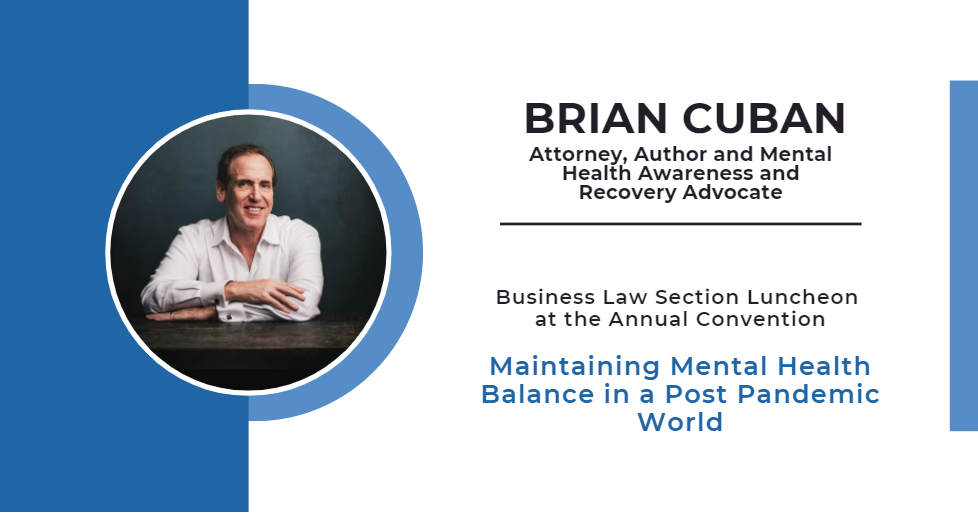 BRIAN CUBAN
Attorney, Author and Mental
Health Awareness and
Recovery Advocate
Business Law Section Luncheon
at the Annual Convention
Maintaining Mental Health
Balance in a Post Pandemic
World